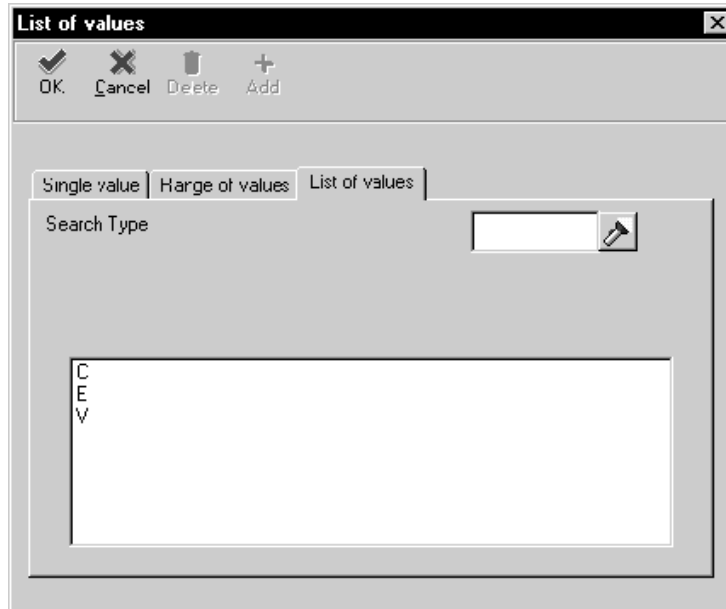 List of values
OK Cancel Delete Add
Single value Range of values List of values
Search Type
C
E
V